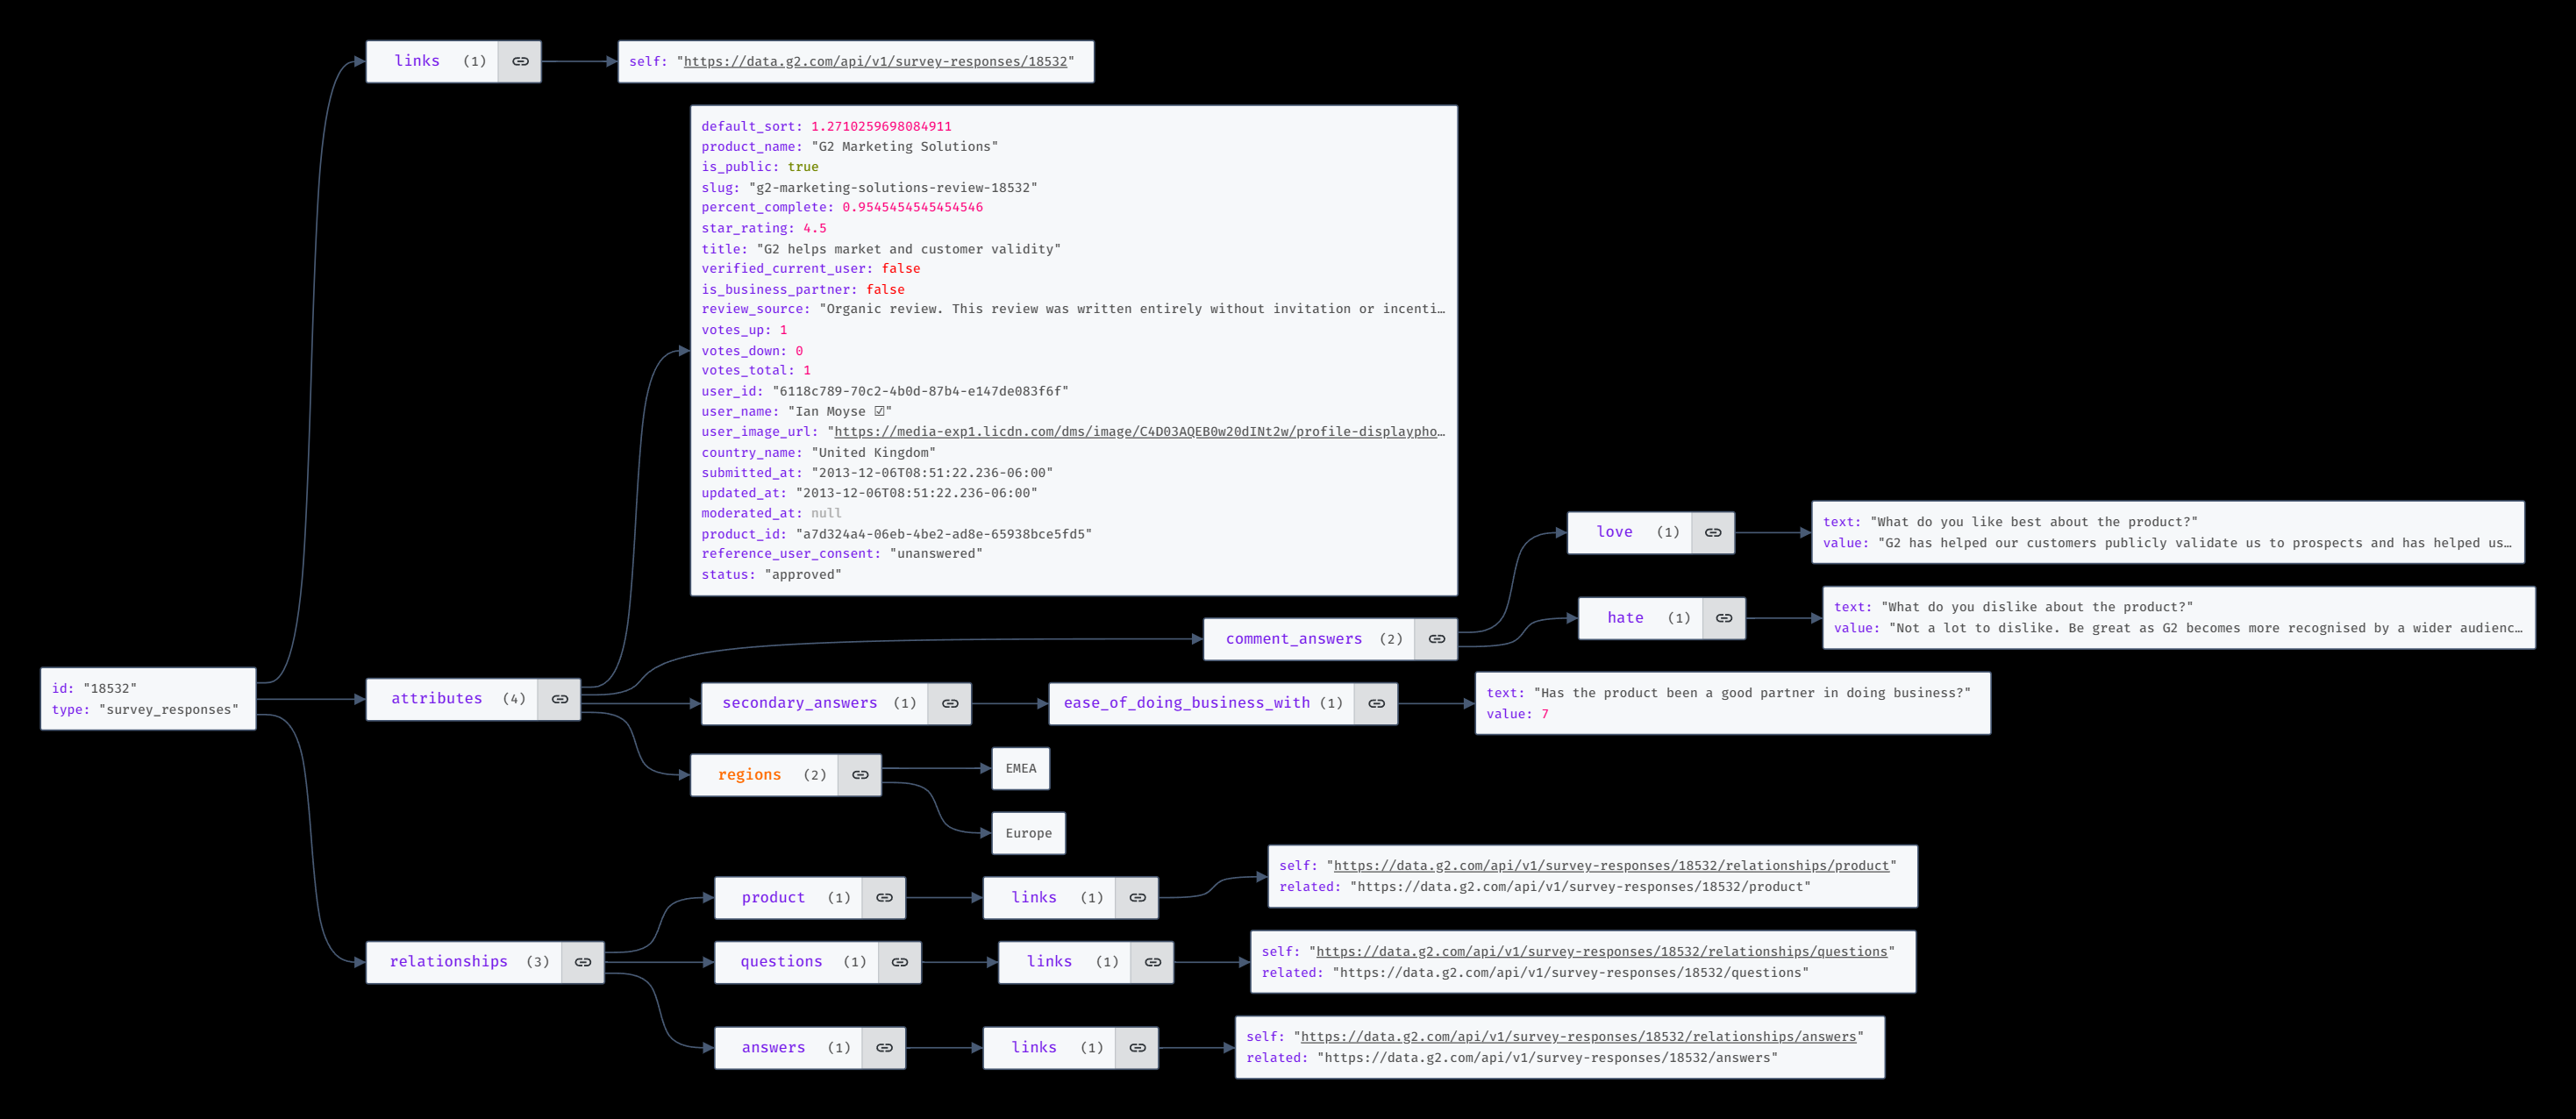 links (1)
self: "https://data.g2.com/api/v1/survey-responses/18532"
default_sort: 1.2710259698084911
product_name: "G2 Marketing Solutions"
is_public: true
slug: "g2-marketing-solutions-review-18532"
percent_complete: 0.9545454545454546
star_rating: 4.5
title: "G2 helps market and customer validity"
verified_current_user: false
is_business_partner: false
review_source: "Organic review. This review was written entirely without invitation or incenti…
votes_up: 1
votes_down: 0
votes_total: 1
user_id: "6118c789-70c2-4b0d-87b4-e147de083f6f"
user_name: "Ian Moyse ☑"
user_image_url: "https://media-exp1.licdn.com/dms/image/C4D03AQEB0w20dINt2w/profile-displaypho…
country_name: "United Kingdom"
submitted_at: "2013-12-06T08:51:22.236-06:00"
updated_at: "2013-12-06T08:51:22.236-06:00"
moderated_at: null
product_id: "a7d324a4-06eb-4be2-ad8e-65938bce5fd5"
reference_user_consent: "unanswered"
status: "approved"
love (1)
text: "What do you like best about the product?"
value: "G2 has helped our customers publicly validate us to prospects and has helped us…
hate (1)
text: "What do you dislike about the product?"
value: "Not a lot to dislike. Be great as G2 becomes more recognised by a wider audienc…
comment_answers (2)
id: "18532"
type: "survey_responses"
attributes (4)
secondary_answers (1)
ease_of_doing_business_with (1)
text: "Has the product been a good partner in doing business?"
value: 7
regions (2)
EMEA
Europe
product (1)
links (1)
self: "https://data.g2.com/api/v1/survey-responses/18532/relationships/product"
related: "https://data.g2.com/api/v1/survey-responses/18532/product"
relationships (3)
questions (1)
links (1)
self: "https://data.g2.com/api/v1/survey-responses/18532/relationships/questions"
related: "https://data.g2.com/api/v1/survey-responses/18532/questions"
answers (1)
links (1)
self: "https://data.g2.com/api/v1/survey-responses/18532/relationships/answers"
related: "https://data.g2.com/api/v1/survey-responses/18532/answers"